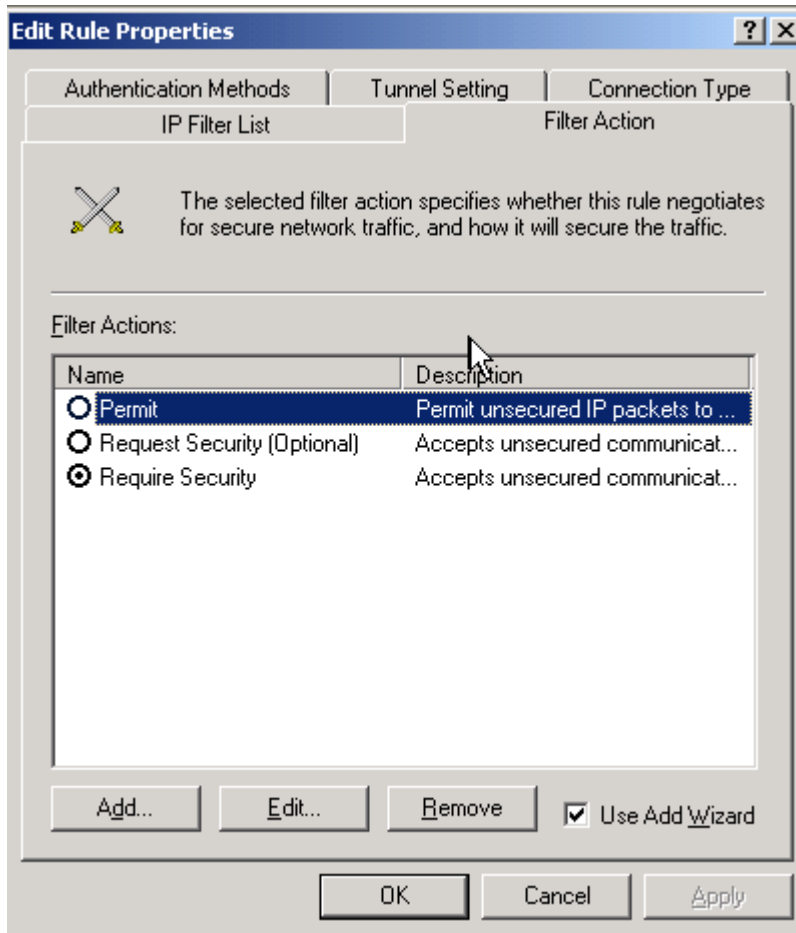 Edit Rule Properties
Authentication Methods Tunnel Setting Connection Type
IP Filter List Filter Action
The selected filter action specifies whether this rule negotiates
for secure network traffic, and how it will secure the traffic.
Filter Actions:
Name Description
Permit Permit unsecured IP packets to ...
Request Security (Optional) Accepts unsecured communicat...
Require Security Accepts unsecured communicat...
Add... Edit... Remove Use Add Wizard
OK Cancel Apply